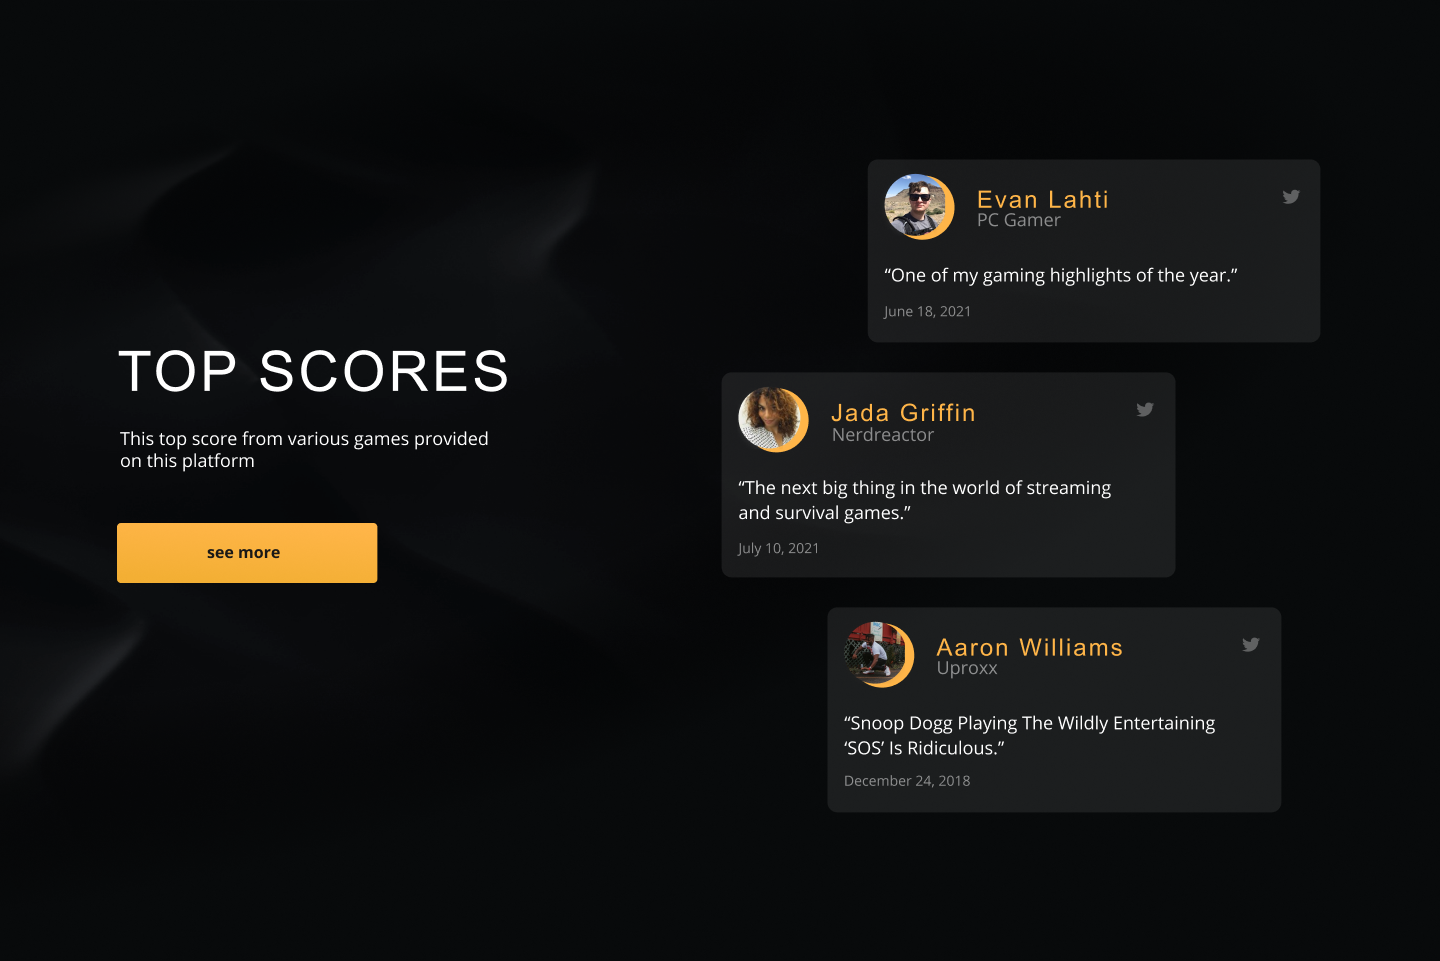 TOP SCORES
This top score from various games provided
on this platform
see more
Evan Lahti
PC Gamer
“One of my gaming highlights of the year.”
June 18, 2021
Jada Griffin
Nerdreactor
“The next big thing in the world of streaming
and survival games.”
July 10, 2021
Aaron Williams
Uproxx
“Snoop Dogg Playing The Wildly Entertaining
‘SOS’ Is Ridiculous.”
December 24, 2018